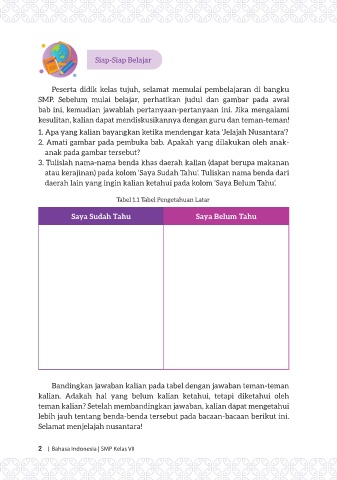 Siap-Siap Belajar
Peserta didik kelas tujuh, selamat memulai pembelajaran di bangku
SMP. Sebelum mulai belajar, perhatikan judul dan gambar pada awal
bab ini, kemudian jawablah pertanyaan-pertanyaan ini. Jika mengalami
kesulitan, kalian dapat mendiskusikannya dengan guru dan teman-teman!
1. Apa yang kalian bayangkan ketika mendengar kata 'Jelajah Nusantara'?
2. Amati gambar pada pembuka bab. Apakah yang dilakukan oleh anak-
anak pada gambar tersebut?
3. Tulislah nama-nama benda khas daerah kalian (dapat berupa makanan
atau kerajinan) pada kolom 'Saya Sudah Tahu'. Tuliskan nama benda dari
daerah lain yang ingin kalian ketahui pada kolom 'Saya Belum Tahu'.
Tabel 1.1 Tabel Pengetahuan Latar
Saya Sudah Tahu Saya Belum Tahu
Bandingkan jawaban kalian pada tabel dengan jawaban teman-teman
kalian. Adakah hal yang belum kalian ketahui, tetapi diketahui oleh
teman kalian? Setelah membandingkan jawaban, kalian dapat mengetahui
lebih jauh tentang benda-benda tersebut pada bacaan-bacaan berikut ini.
Selamat menjelajah nusantara!
2 | Bahasa Indonesia | SMP Kelas VII